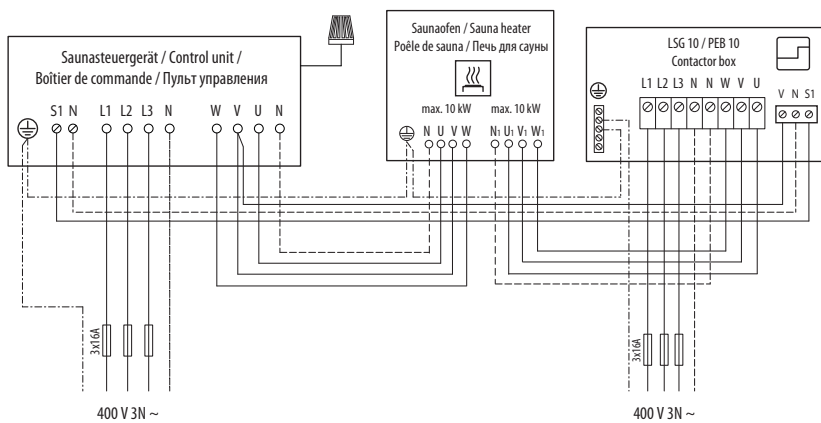 Saunasteuergerät / Control unit /
Boîtier de commande / Пульт управления
S1 N L1 L2 L3 N W V U N
Saunaofen / Sauna heater
Poêle de sauna / Печь для сауны
max. 10 kW max. 10 kW
N U V W N1 U1 V1 W1
LSG 10 / PEB 10
Contactor box
L1 L2 L3 N N W V U
V N S1
3x16A
3x16A
400 V 3N ~
400 V 3N ~